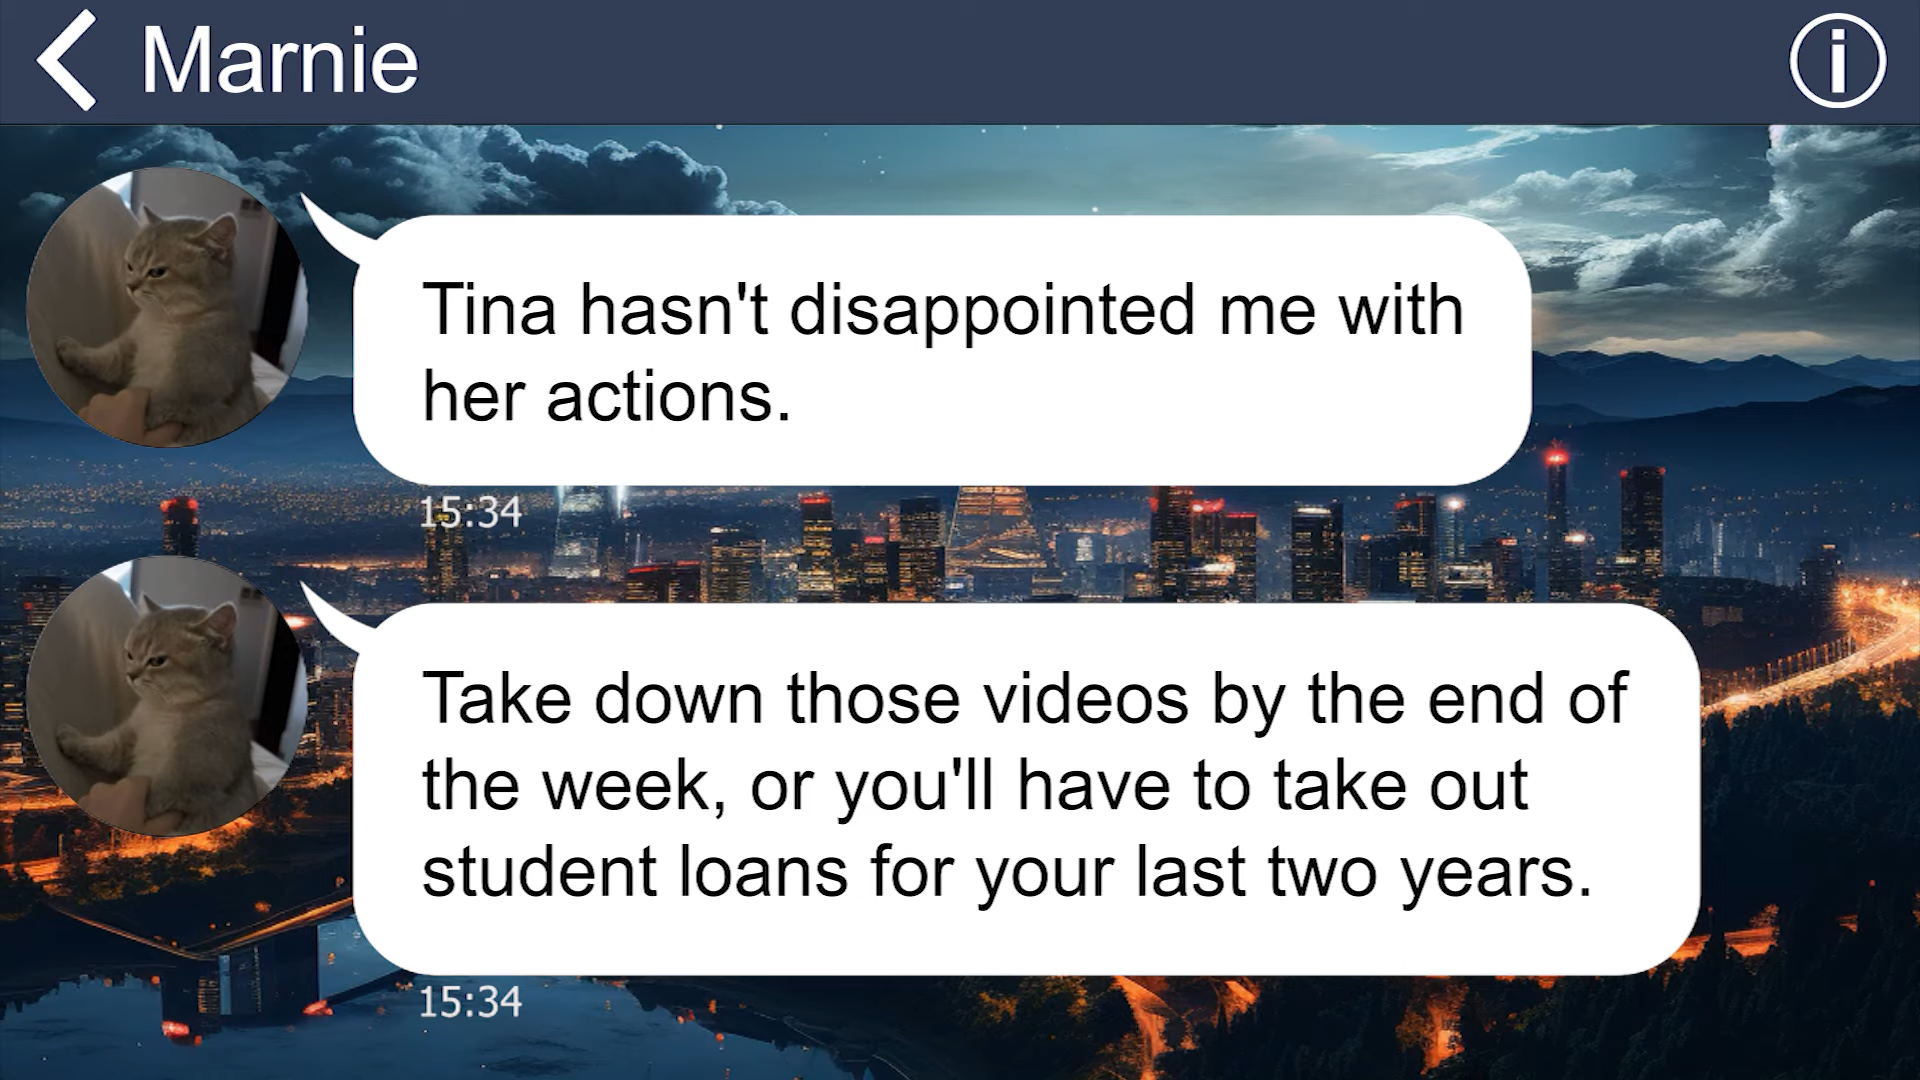 Marnie
Tina hasn't disappointed me with
her actions.
15:34
Take down those videos by the end of
the week, or you'll have to take out
student loans for your last two years.
15:34